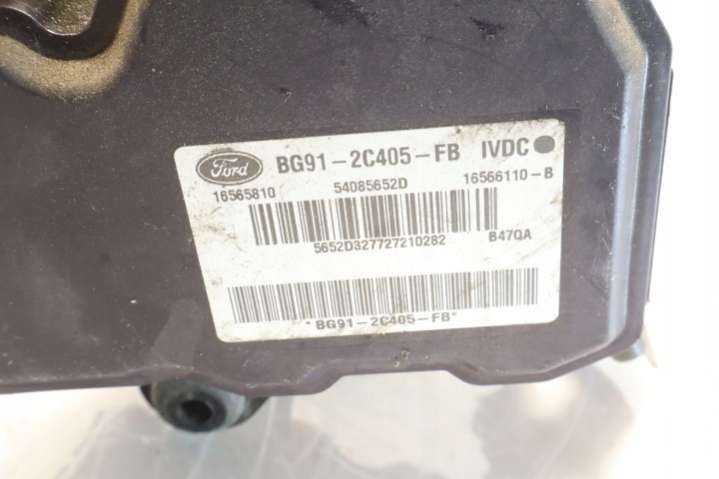 Ford BG91-2C405-FB IVDC
16565810 54085652D 16566110-B
5652D327727210282 B47QA
*BG91-2C405-FB*